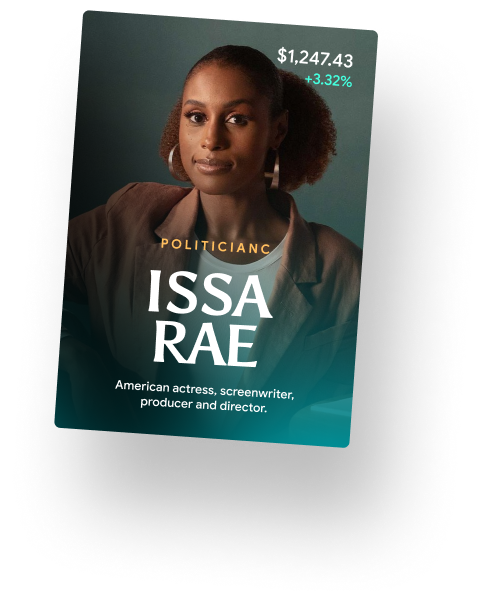 $1,247.43
+3.32%
POLITICIANC
ISSA
RAE
American actress, screenwriter,
producer and director.